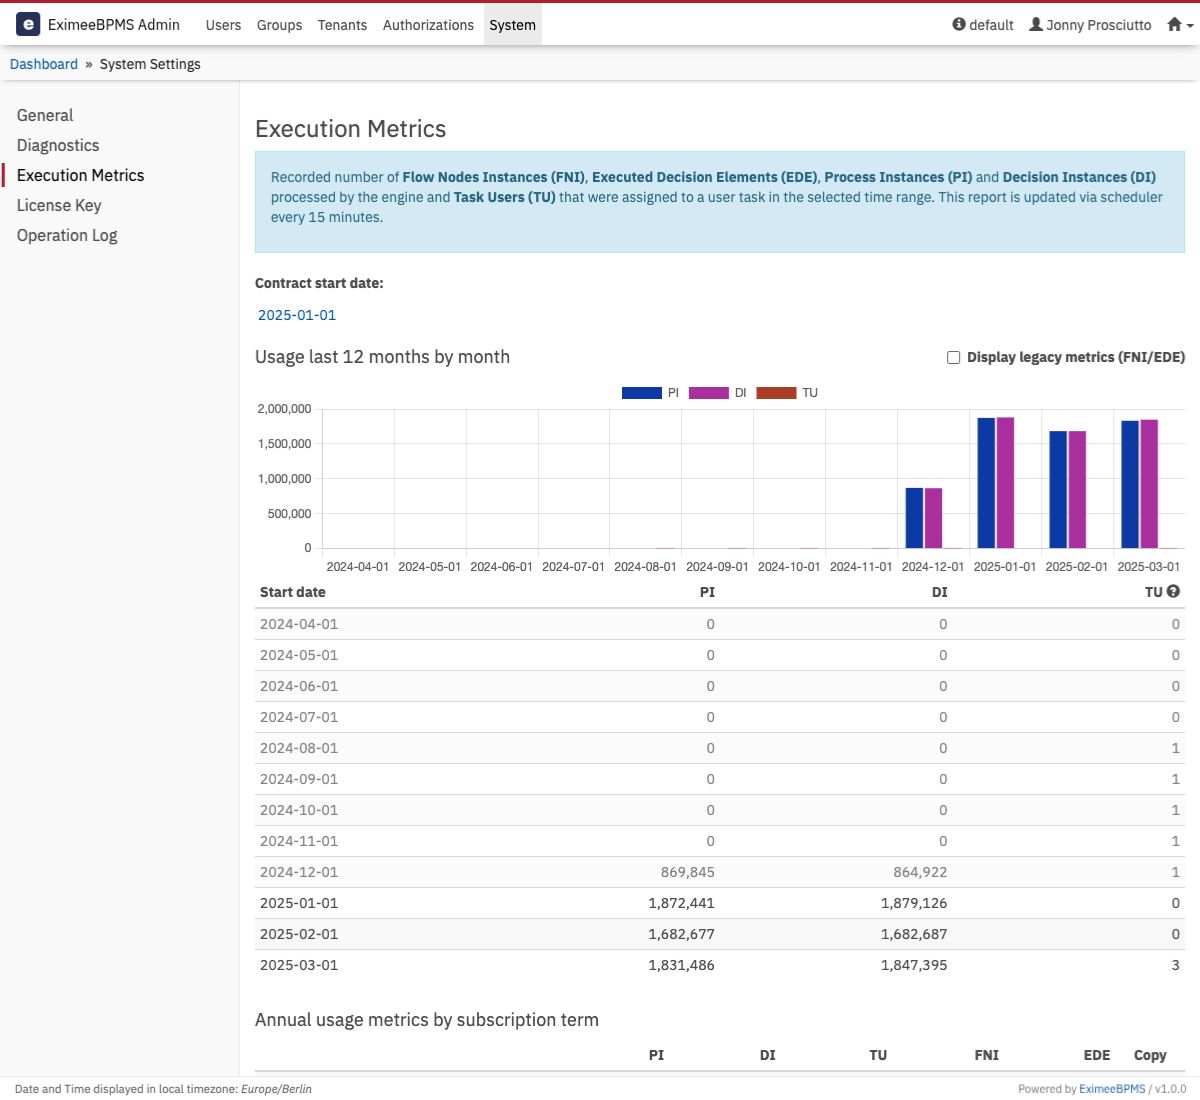 e EximeeBPMS Admin Users Groups Tenants Authorizations System default Jonny Prosciutto
Dashboard » System Settings
General
Diagnostics
Execution Metrics
License Key
Operation Log
Execution Metrics
Recorded number of Flow Nodes Instances (FNI), Executed Decision Elements (EDE), Process Instances (PI) and Decision Instances (DI)
processed by the engine and Task Users (TU) that were assigned to a user task in the selected time range. This report is updated via scheduler
every 15 minutes.
Contract start date:
2025-01-01
Usage last 12 months by month
Display legacy metrics (FNI/EDE)
PI DI TU
2,000,000
1,500,000
1,000,000
500,000
0
2024-04-01 2024-05-01 2024-06-01 2024-07-01 2024-08-01 2024-09-01 2024-10-01 2024-11-01 2024-12-01 2025-01-01 2025-02-01 2025-03-01
Start date PI DI TU ?
2024-04-01 0 0 0
2024-05-01 0 0 0
2024-06-01 0 0 0
2024-07-01 0 0 0
2024-08-01 0 0 1
2024-09-01 0 0 1
2024-10-01 0 0 1
2024-11-01 0 0 1
2024-12-01 869,845 864,922 1
2025-01-01 1,872,441 1,879,126 0
2025-02-01 1,682,677 1,682,687 0
2025-03-01 1,831,486 1,847,395 3
Annual usage metrics by subscription term
PI DI TU FNI EDE Copy
Date and Time displayed in local timezone: Europe/Berlin
Powered by EximeeBPMS / v1.0.0